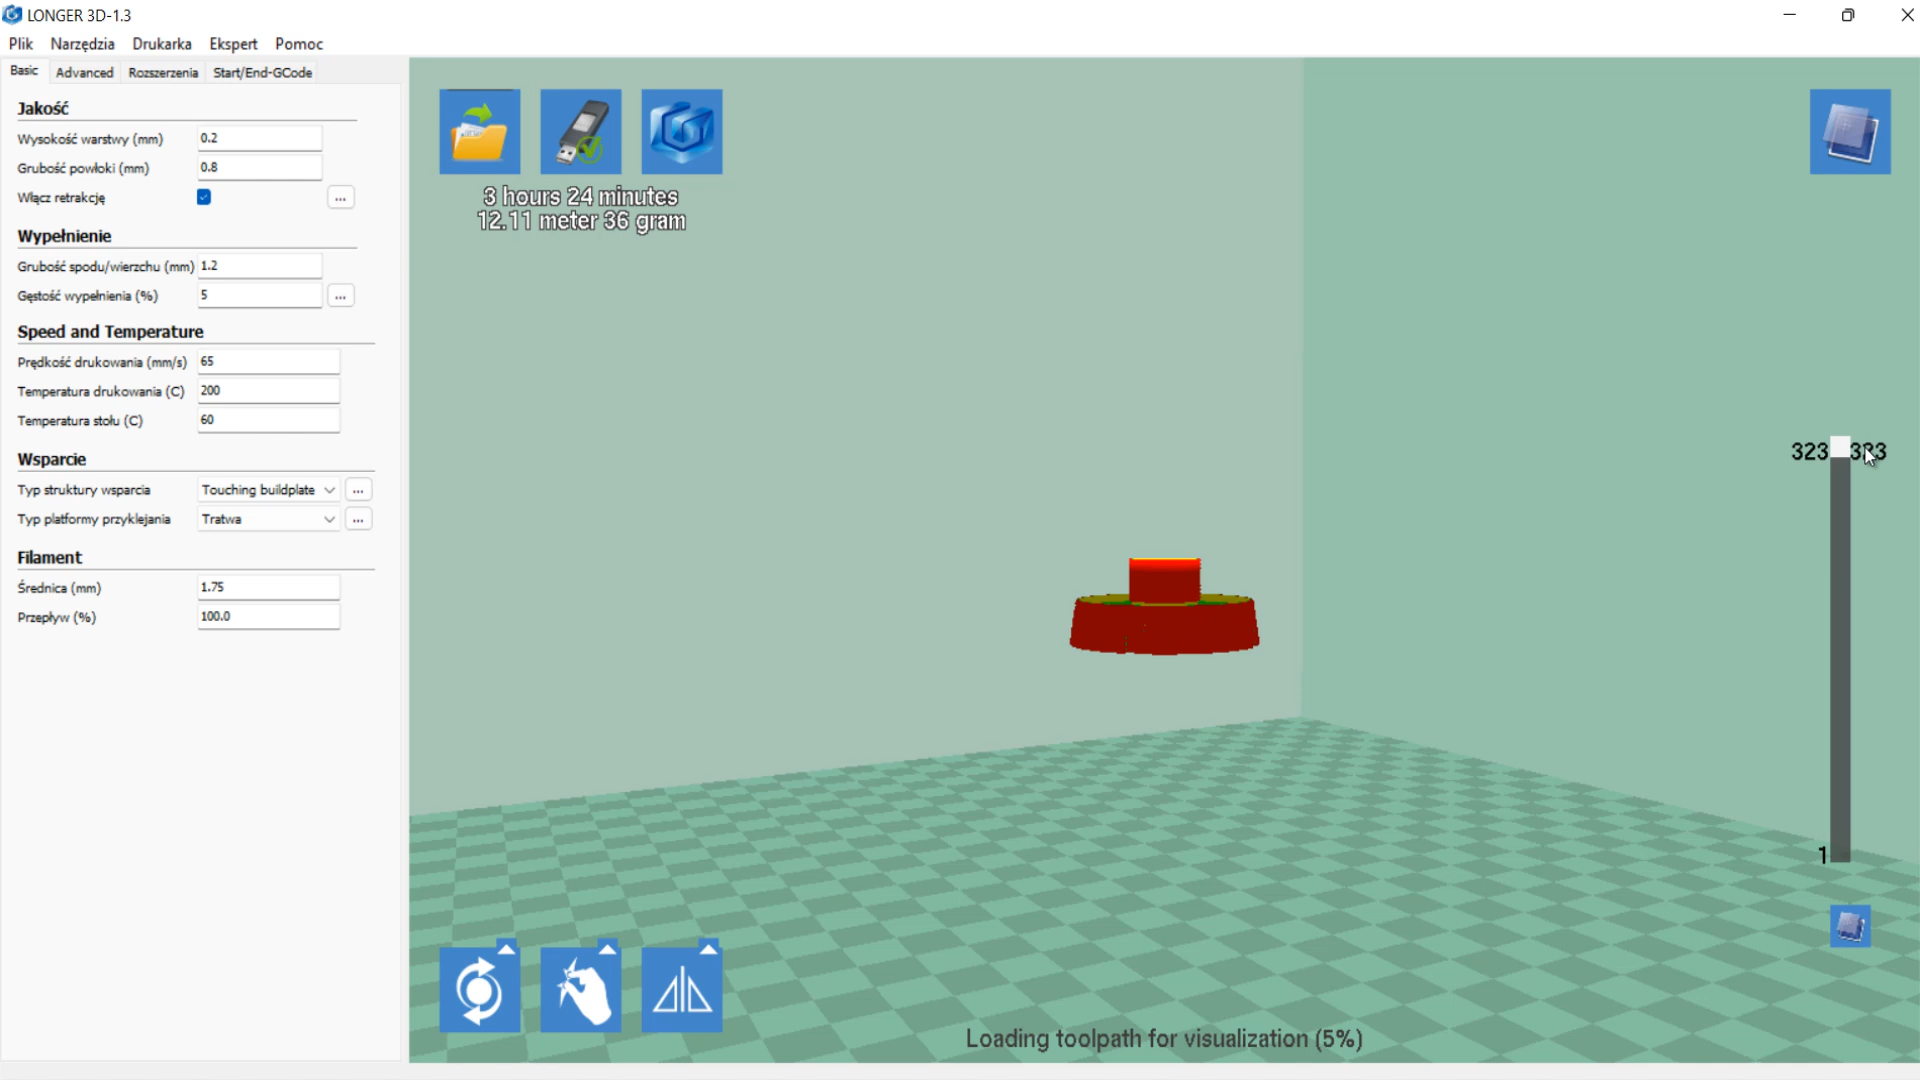 LONGER 3D-1.3
Plik Narzędzia Drukarka Ekspert Pomoc
Basic Advanced Rozszerzenia Start/End-GCode
Jakość
Wysokość warstwy (mm) 0.2
Grubość powłoki (mm) 0.8
Włącz retrakcję ...
Wypełnienie
Grubość spodu/wierzchu (mm) 1.2
Gęstość wypełnienia (%) 5 ...
Speed and Temperature
Prędkość drukowania (mm/s) 65
Temperatura drukowania (C) 200
Temperatura stołu (C) 60
Wsparcie
Typ struktury wsparcia Touching buildplate ...
Typ platformy przyklejania Tratwa ...
Filament
Średnica (mm) 1.75
Przepływ (%) 100.0
3 hours 24 minutes
12.11 meter 36 gram
323 323
1
Loading toolpath for visualization (5%)